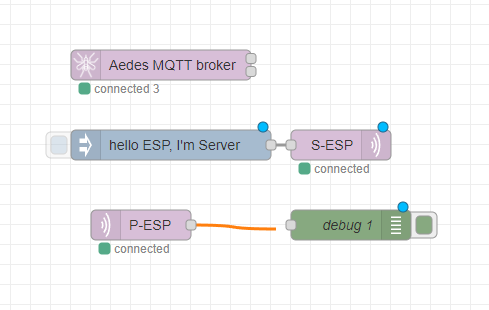 Aedes MQTT broker
connected 3
hello ESP, I'm Server
S-ESP
connected
P-ESP
debug 1
connected